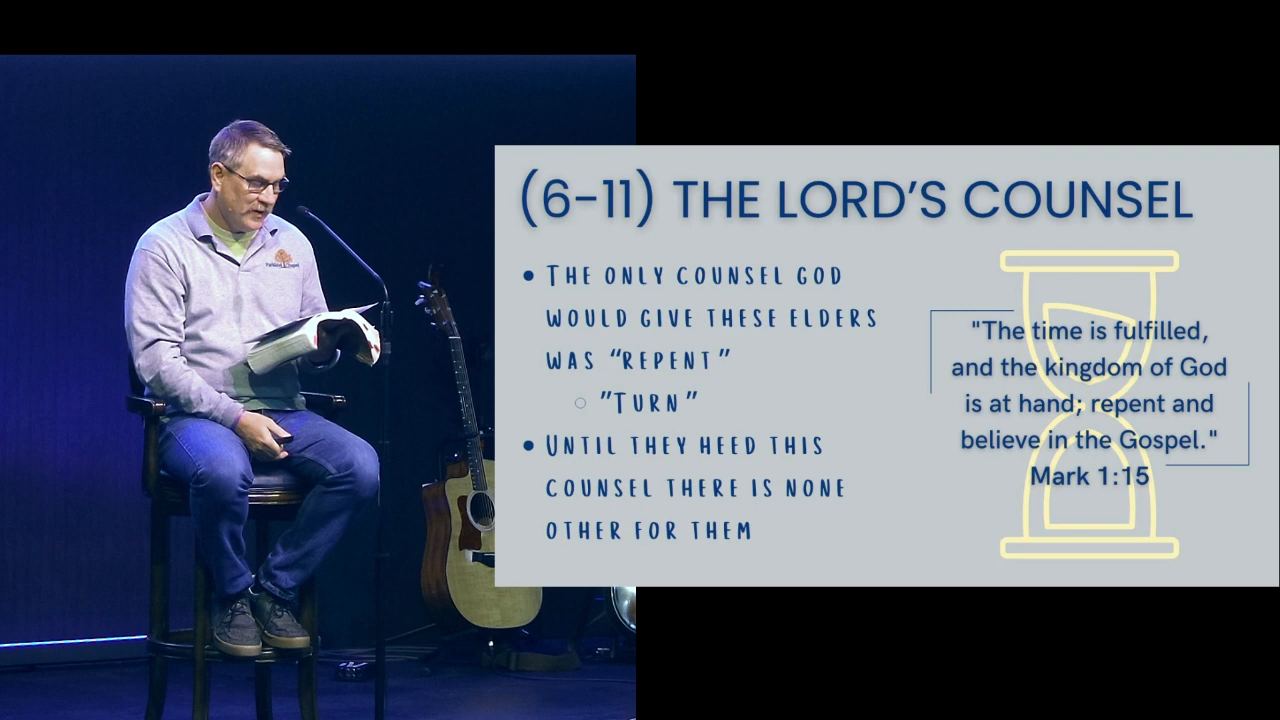 (6-11) THE LORD’S COUNSEL
• THE ONLY COUNSEL GOD
WOULD GIVE THESE ELDERS
WAS “REPENT”
○ ”TURN”
• UNTIL THEY HEED THIS
COUNSEL THERE IS NONE
OTHER FOR THEM
"The time is fulfilled,
and the kingdom of God
is at hand; repent and
believe in the Gospel."
Mark 1:15